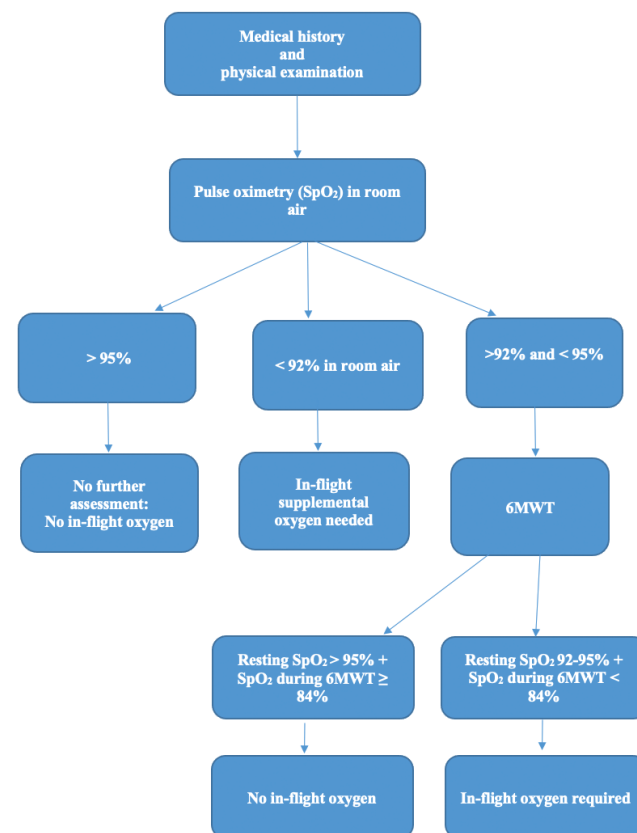 Medical history
and
physical examination
Pulse oximetry (SpO₂) in room
air
> 95%
< 92% in room air
>92% and < 95%
No further
assessment:
No in-flight oxygen
In-flight
supplemental
oxygen needed
6MWT
Resting SpO₂ > 95% +
SpO₂ during 6MWT ≥
84%
Resting SpO₂ 92-95% +
SpO₂ during 6MWT <
84%
No in-flight oxygen
In-flight oxygen required